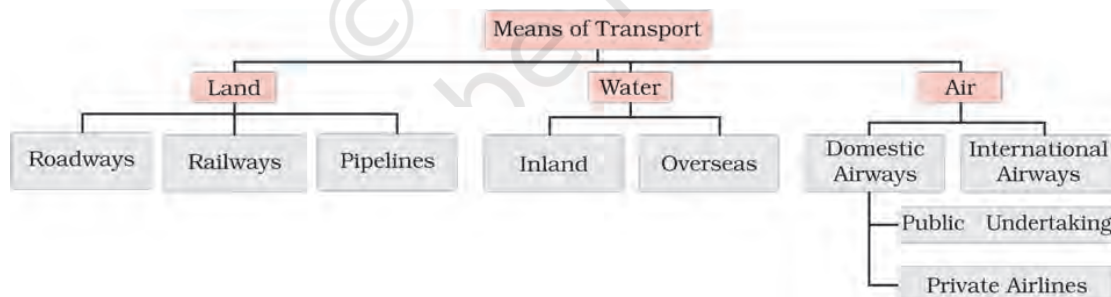 Means of Transport
Land
Water
Air
Roadways
Railways
Pipelines
Inland
Overseas
Domestic
Airways
International
Airways
Public Undertaking
Private Airlines